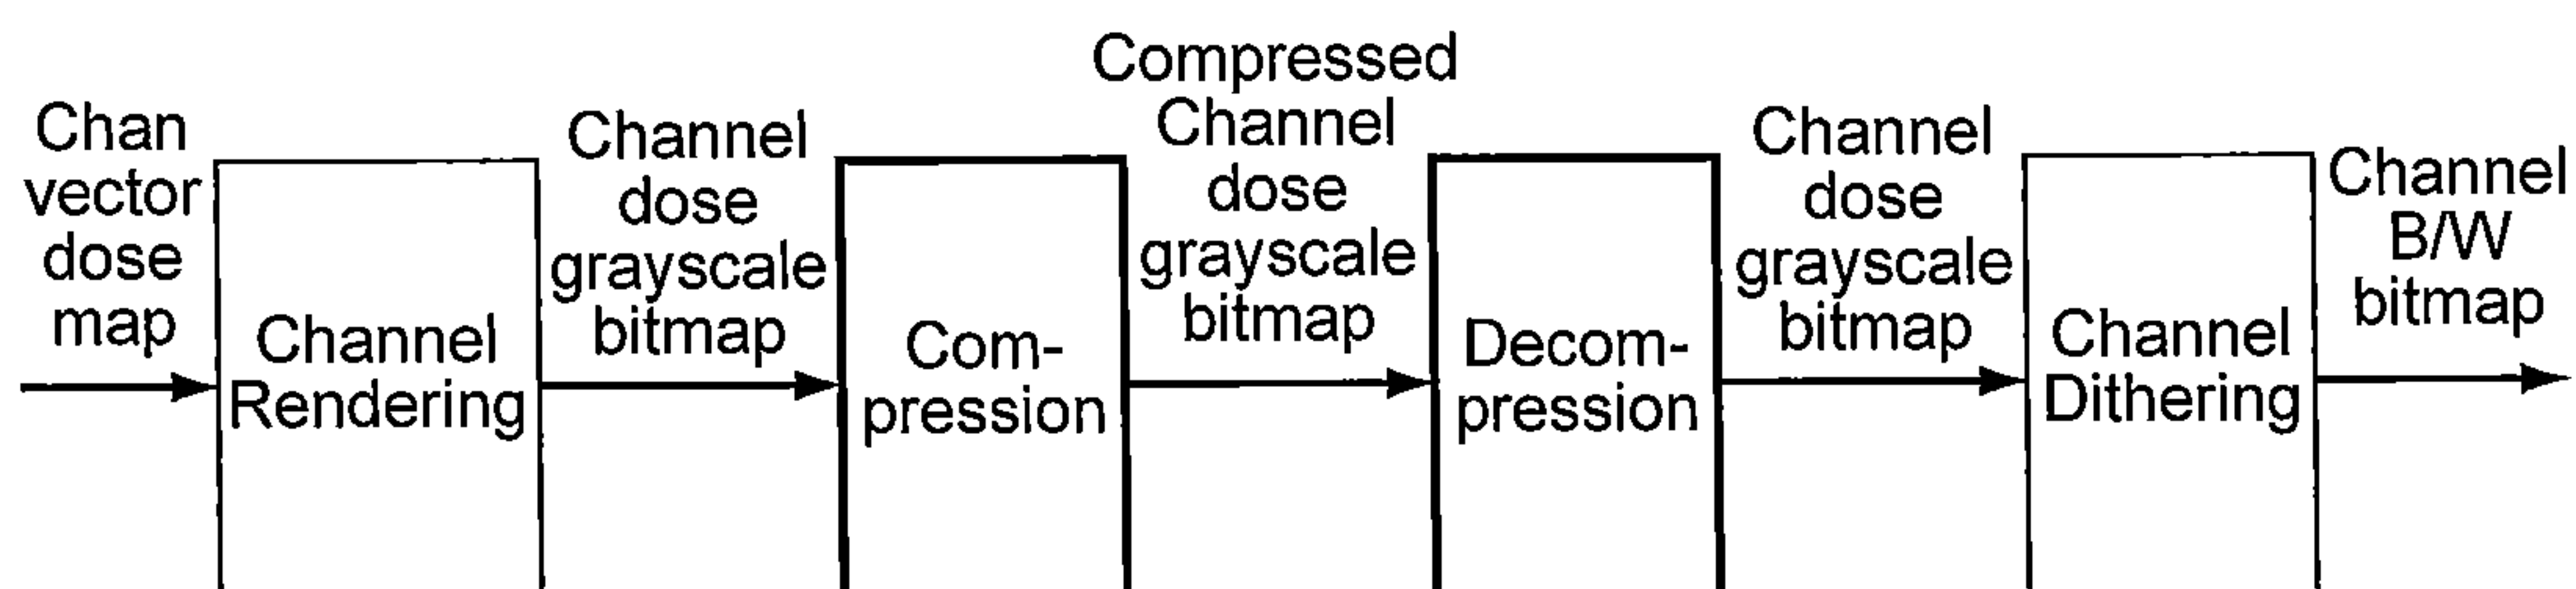 Chan
vector
dose
map
Channel
Rendering
Channel
dose
grayscale
bitmap
Com-
pression
Compressed
Channel
dose
grayscale
bitmap
Decom-
pression
Channel
dose
grayscale
bitmap
Channel
Dithering
Channel
B/W
bitmap